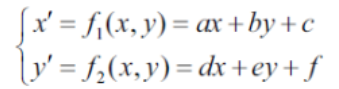 x' = f₁(x, y) = ax + by + c
y' = f₂(x, y) = dx + ey + f